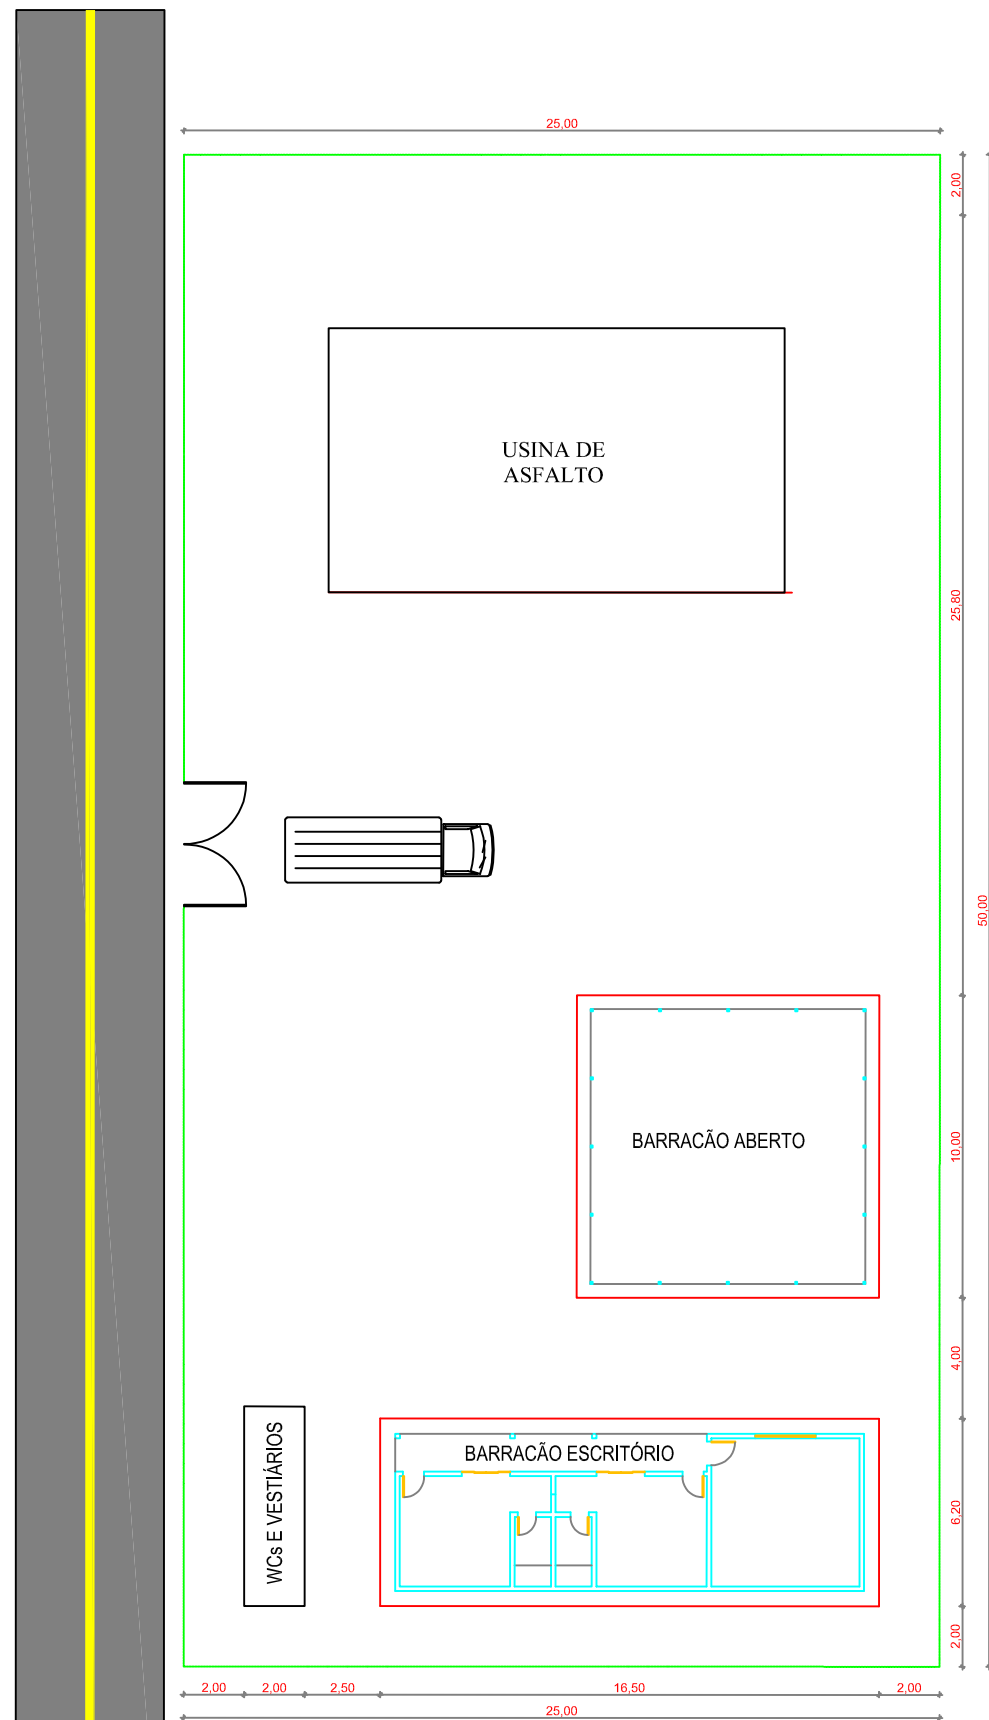 25,00
2,00
USINA DE
ASFALTO
25,80
50,00
BARRACÃO ABERTO
10,00
4,00
BARRACÃO ESCRITÓRIO
WCs E VESTIÁRIOS
6,20
2,00
2,00
2,00
2,50
16,50
2,00
25,00